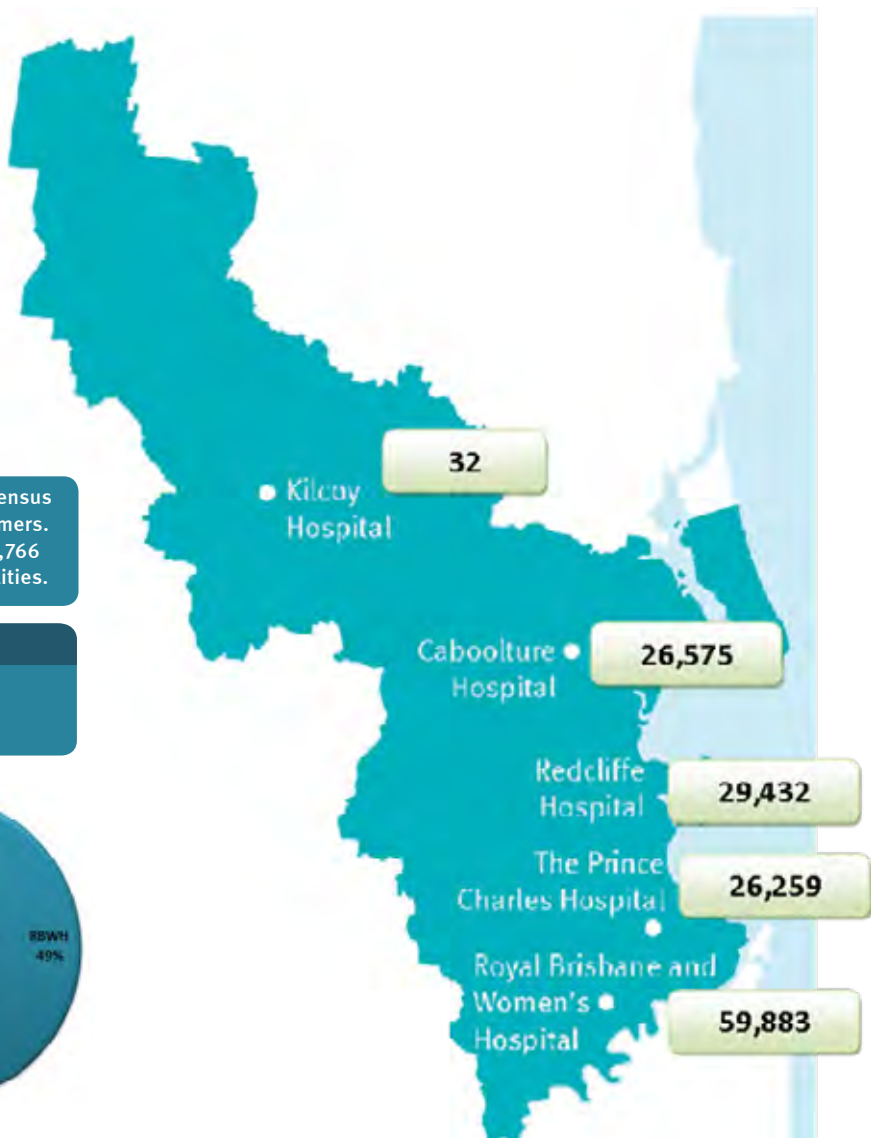 32
Kilcoy
Hospital
ensus
mers.
,766
ities.
Caboolture
Hospital
26,575
Redcliffe
Hospital
29,432
The Prince
Charles Hospital
26,259
RBWH
49%
Royal Brisbane and
Women's
Hospital
59,883